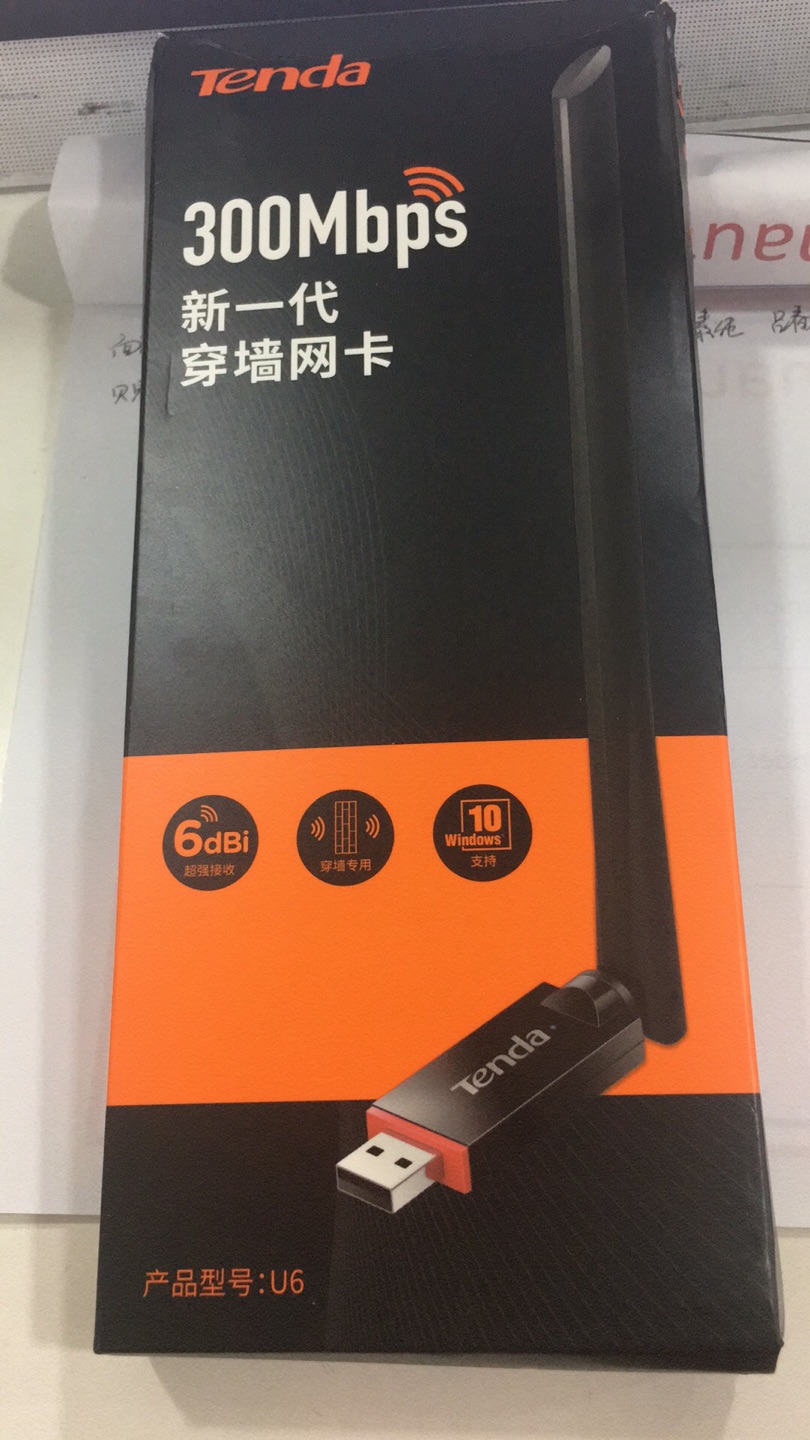 Tenda
300Mbps
新一代
穿墙网卡
6dBi
超强接收
穿墙专用
10
Windows
支持
Tenda
产品型号:U6